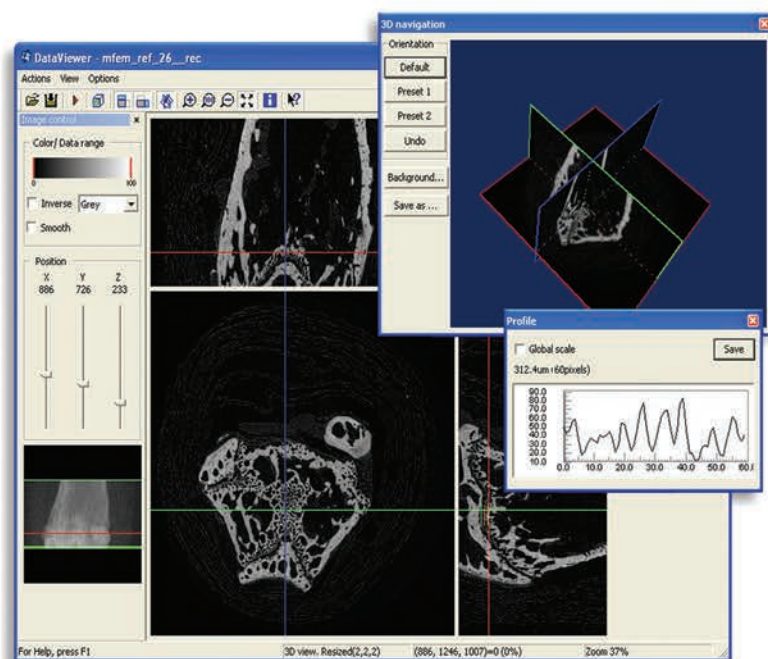 3D navigation
Orientation
Default
Preset 1
Preset 2
Undo
Background...
Save as ...
DataViewer - mfem_ref_26__rec
Actions View Options
Image control
Color/ Data range
0 100
Inverse Grey
Smooth
Position
X Y Z
886 726 233
Profile
Global scale
Save
312.4um (60pixels)
90.0
80.0
70.0
60.0
50.0
40.0
30.0
20.0
10.0
0.0 10.0 20.0 30.0 40.0 50.0 60.0
For Help, press F1
3D view. Resized(2,2,2)
(886, 1246, 1007)=0 (0%)
Zoom 37%